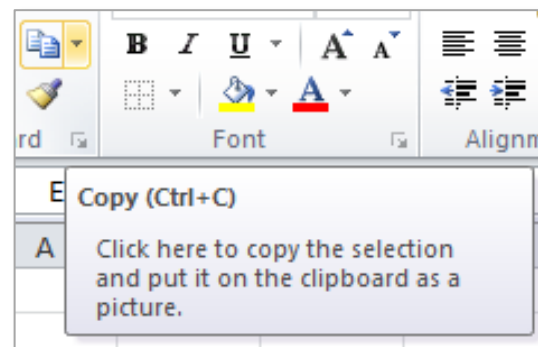 B I U A A
A
rd Font Alignm
E
Copy (Ctrl+C)
A Click here to copy the selection
and put it on the clipboard as a
picture.